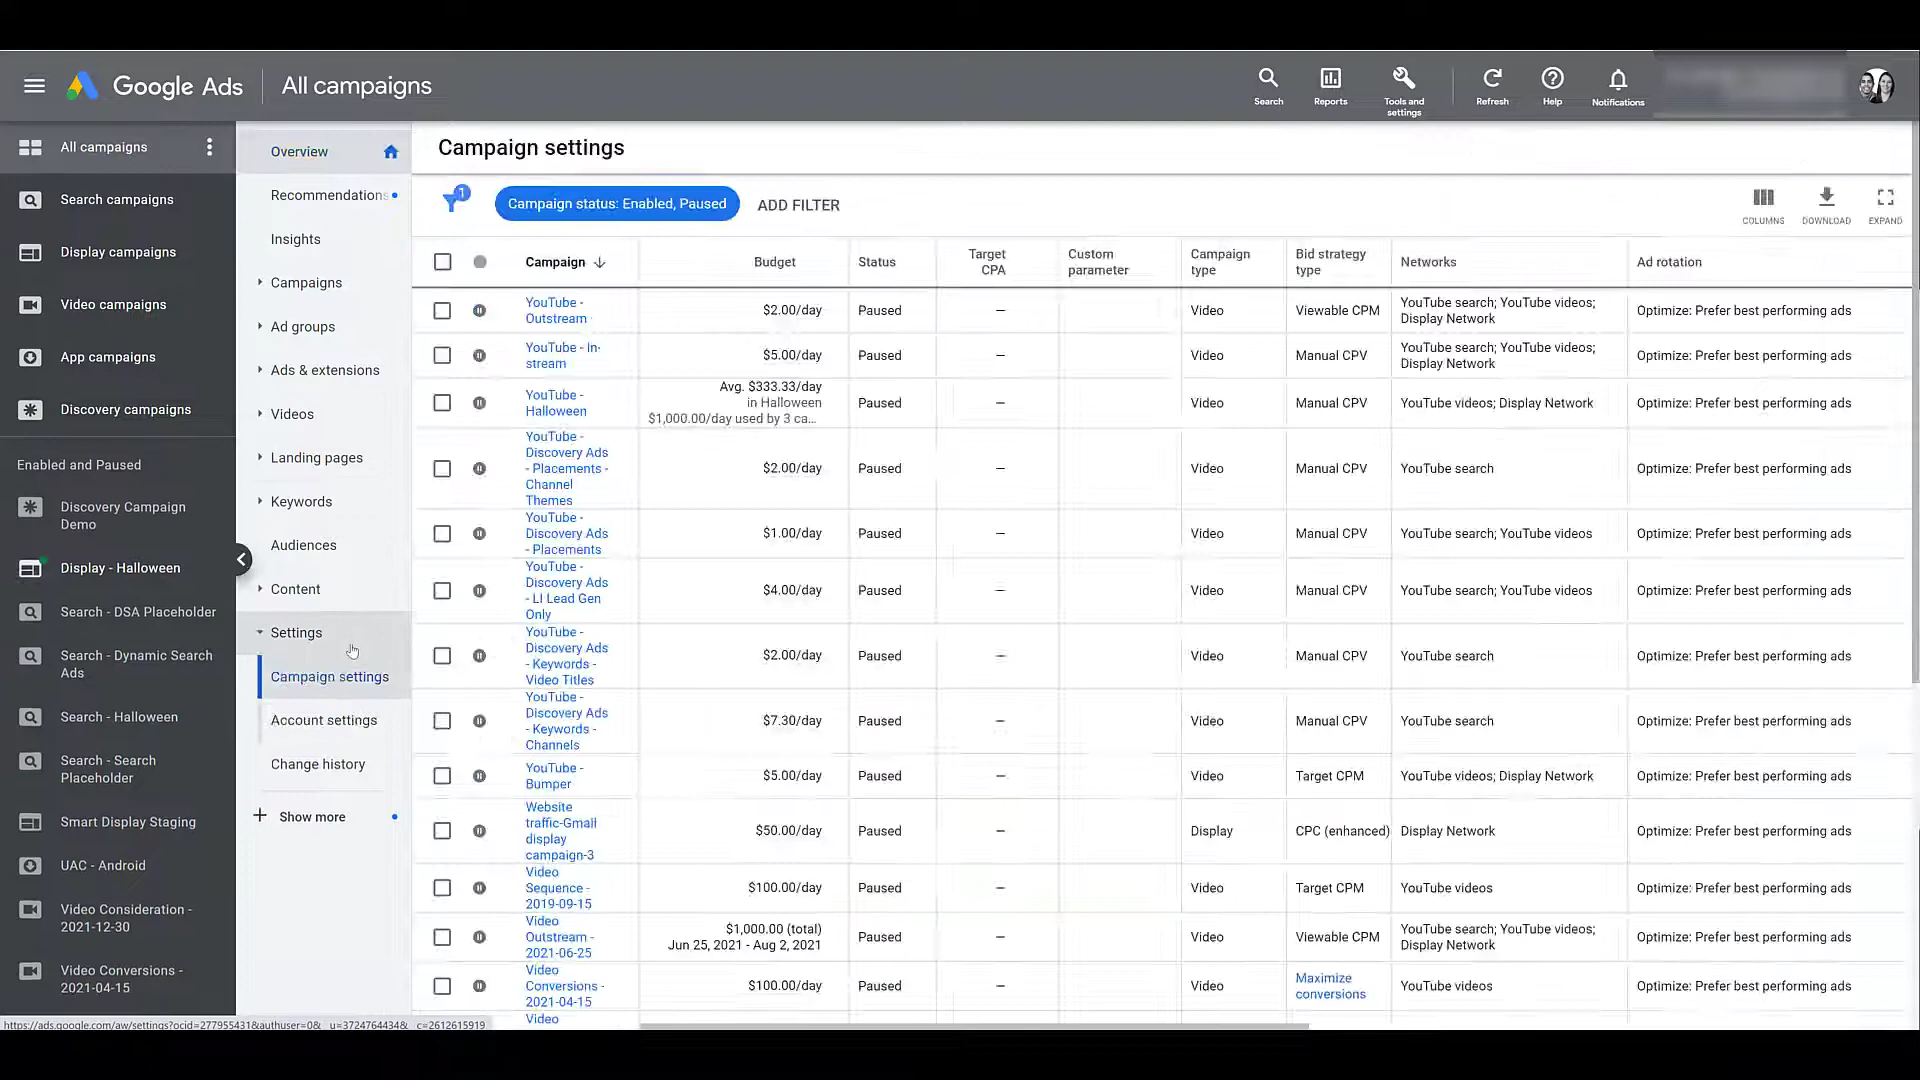 Google Ads
All campaigns
Search
Reports
Tools and
settings
Refresh
Help
Notifications
All campaigns
Search campaigns
Display campaigns
Video campaigns
App campaigns
Discovery campaigns
Enabled and Paused
Discovery Campaign
Demo
Display - Halloween
Search - DSA Placeholder
Search - Dynamic Search
Ads
Search - Halloween
Search - Search
Placeholder
Smart Display Staging
UAC - Android
Video Consideration -
2021-12-30
Video Conversions -
2021-04-15
Overview
Recommendations
Insights
Campaigns
Ad groups
Ads & extensions
Videos
Landing pages
Keywords
Audiences
Content
Settings
Campaign settings
Account settings
Change history
Show more
Campaign settings
1
Campaign status: Enabled, Paused
ADD FILTER
COLUMNS
DOWNLOAD
EXPAND
Campaign
Budget
Status
Target
CPA
Custom
parameter
Campaign
type
Bid strategy
type
Networks
Ad rotation
YouTube -
Outstream
$2.00/day
Paused
—
Video
Viewable CPM
YouTube search; YouTube videos;
Display Network
Optimize: Prefer best performing ads
YouTube - In-
stream
$5.00/day
Paused
—
Video
Manual CPV
YouTube search; YouTube videos;
Display Network
Optimize: Prefer best performing ads
YouTube -
Halloween
Avg. $333.33/day
in Halloween
$1,000.00/day used by 3 ca...
Paused
—
Video
Manual CPV
YouTube videos; Display Network
Optimize: Prefer best performing ads
YouTube -
Discovery Ads
- Placements -
Channel
Themes
$2.00/day
Paused
—
Video
Manual CPV
YouTube search
Optimize: Prefer best performing ads
YouTube -
Discovery Ads
- Placements
$1.00/day
Paused
—
Video
Manual CPV
YouTube search; YouTube videos
Optimize: Prefer best performing ads
YouTube -
Discovery Ads
- LI Lead Gen
Only
$4.00/day
Paused
—
Video
Manual CPV
YouTube search; YouTube videos
Optimize: Prefer best performing ads
YouTube -
Discovery Ads
- Keywords -
Video Titles
$2.00/day
Paused
—
Video
Manual CPV
YouTube search
Optimize: Prefer best performing ads
YouTube -
Discovery Ads
- Keywords -
Channels
$7.30/day
Paused
—
Video
Manual CPV
YouTube search
Optimize: Prefer best performing ads
YouTube -
Bumper
$5.00/day
Paused
—
Video
Target CPM
YouTube videos; Display Network
Optimize: Prefer best performing ads
Website
traffic-Gmail
display
campaign-3
$50.00/day
Paused
—
Display
CPC (enhanced)
Display Network
Optimize: Prefer best performing ads
Video
Sequence -
2019-09-15
$100.00/day
Paused
—
Video
Target CPM
YouTube videos
Optimize: Prefer best performing ads
Video
Outstream -
2021-06-25
$1,000.00 (total)
Jun 25, 2021 - Aug 2, 2021
Paused
—
Video
Viewable CPM
YouTube search; YouTube videos;
Display Network
Optimize: Prefer best performing ads
Video
Conversions -
2021-04-15
$100.00/day
Paused
—
Video
Maximize
conversions
YouTube videos
Optimize: Prefer best performing ads
Video
https://ads.google.com/aw/settings?ocid=277955431&authuser=0&__u=3724764434&__c=2612615919